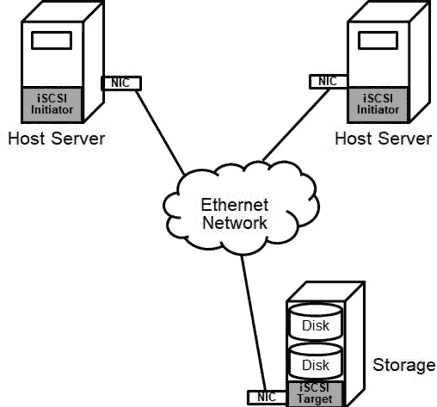 NIC
NIC
iSCSI
Initiator
iSCSI
Initiator
Host Server
Host Server
Ethernet
Network
Disk
Disk
Storage
iSCSI
Target
NIC